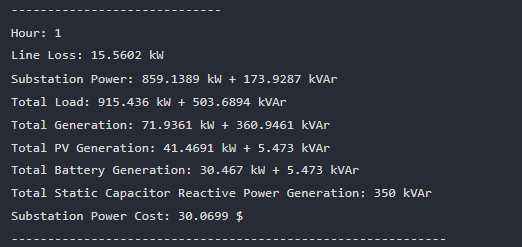 -----------------------------
Hour: 1
Line Loss: 15.5602 kW
Substation Power: 859.1389 kW + 173.9287 kVAr
Total Load: 915.436 kW + 503.6894 kVAr
Total Generation: 71.9361 kW + 360.9461 kVAr
Total PV Generation: 41.4691 kW + 5.473 kVAr
Total Battery Generation: 30.467 kW + 5.473 kVAr
Total Static Capacitor Reactive Power Generation: 350 kVAr
Substation Power Cost: 30.0699 $
------------------------------------------------------------